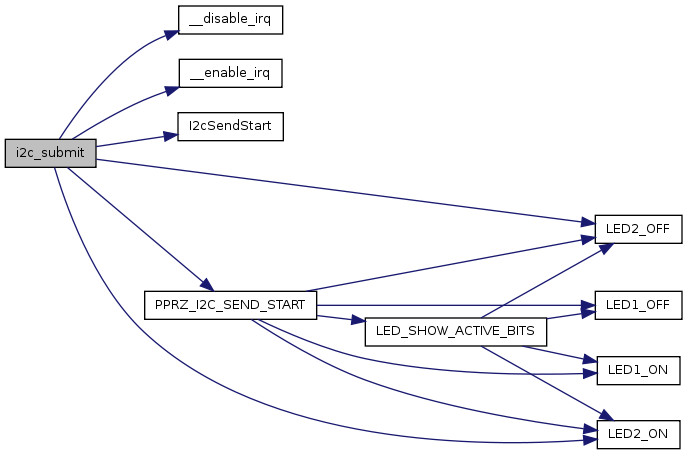 __disable_irq
__enable_irq
I2cSendStart
i2c_submit
LED2_OFF
PPRZ_I2C_SEND_START
LED1_OFF
LED_SHOW_ACTIVE_BITS
LED1_ON
LED2_ON